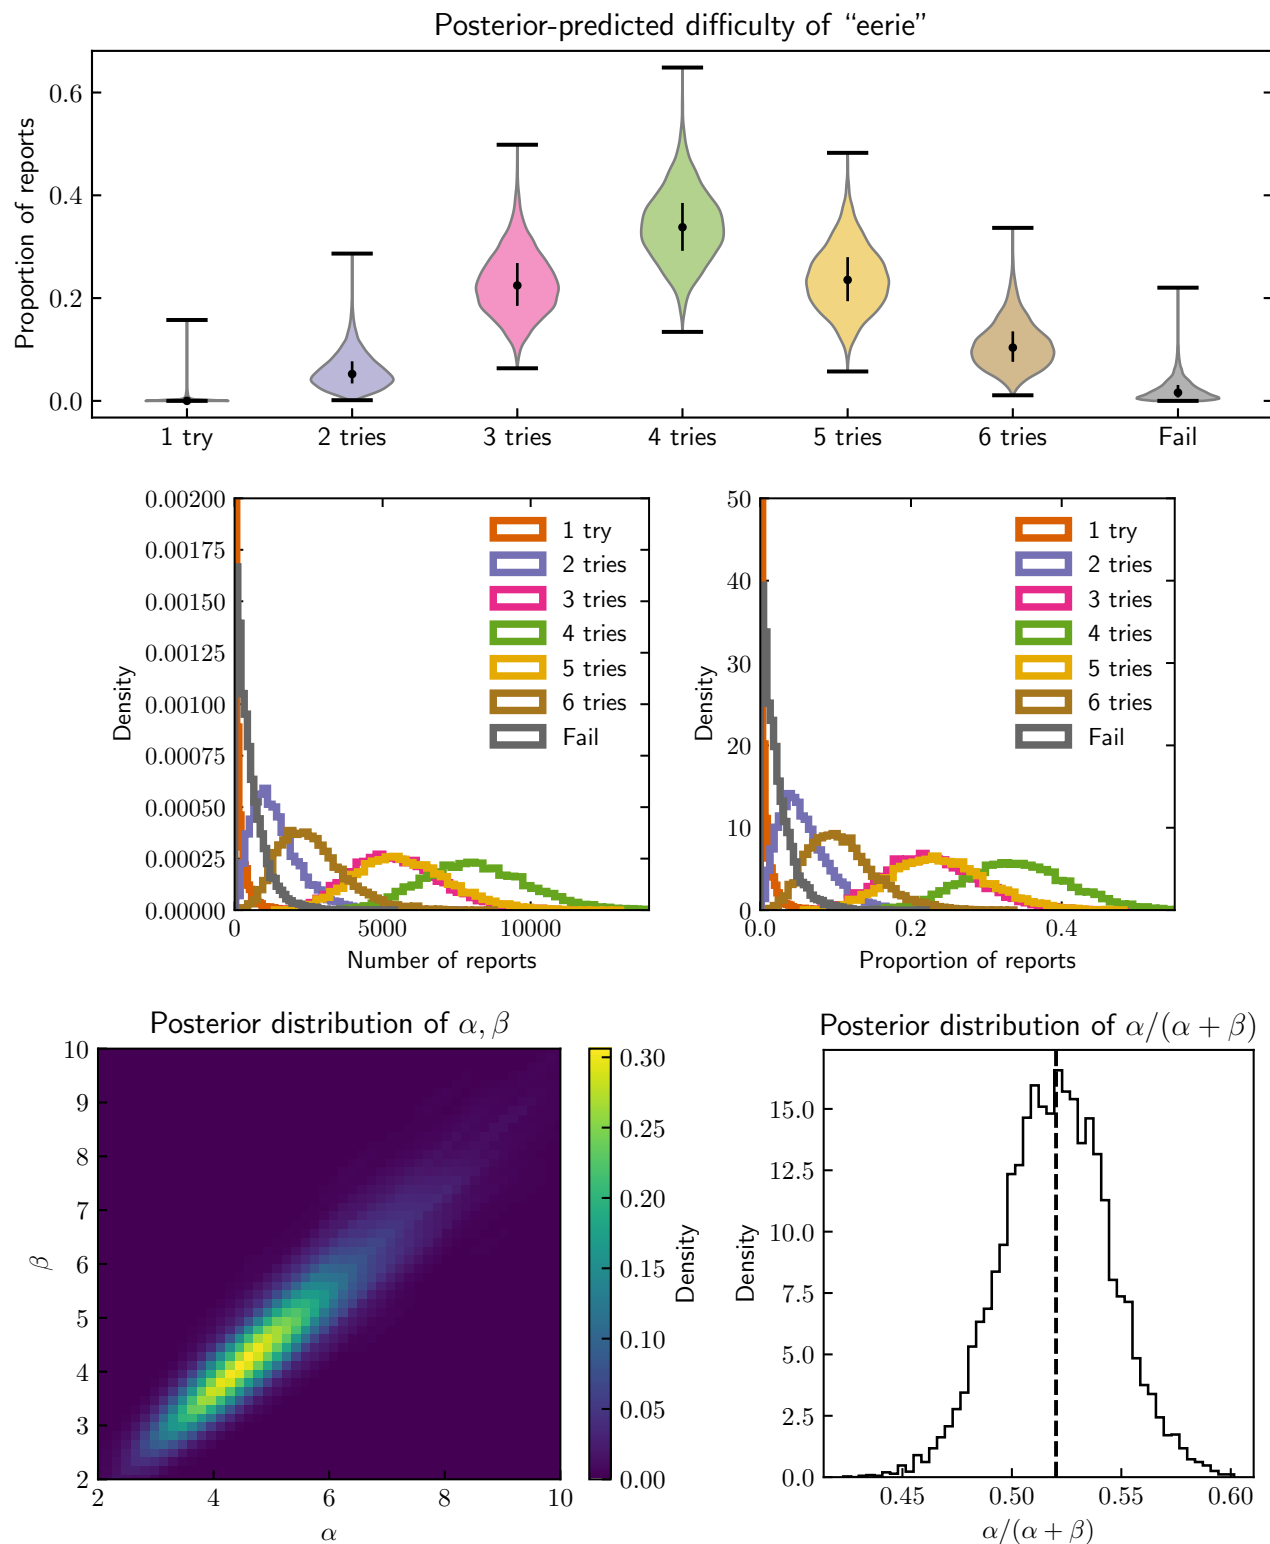 Posterior-predicted difficulty of “eerie”
Proportion of reports
0.6
0.4
0.2
0.0
1 try
2 tries
3 tries
4 tries
5 tries
6 tries
Fail
Density
0.00200
0.00175
0.00150
0.00125
0.00100
0.00075
0.00050
0.00025
0.00000
1 try
2 tries
3 tries
4 tries
5 tries
6 tries
Fail
0
5000
10000
Number of reports
Density
50
40
30
20
10
0
1 try
2 tries
3 tries
4 tries
5 tries
6 tries
Fail
0.0
0.2
0.4
Proportion of reports
Posterior distribution of α, β
β
10
9
8
7
6
5
4
3
2
2
4
6
8
10
α
0.30
0.25
0.20
0.15
0.10
0.05
0.00
Density
Posterior distribution of α/(α + β)
Density
15.0
12.5
10.0
7.5
5.0
2.5
0.0
0.45
0.50
0.55
0.60
α/(α + β)